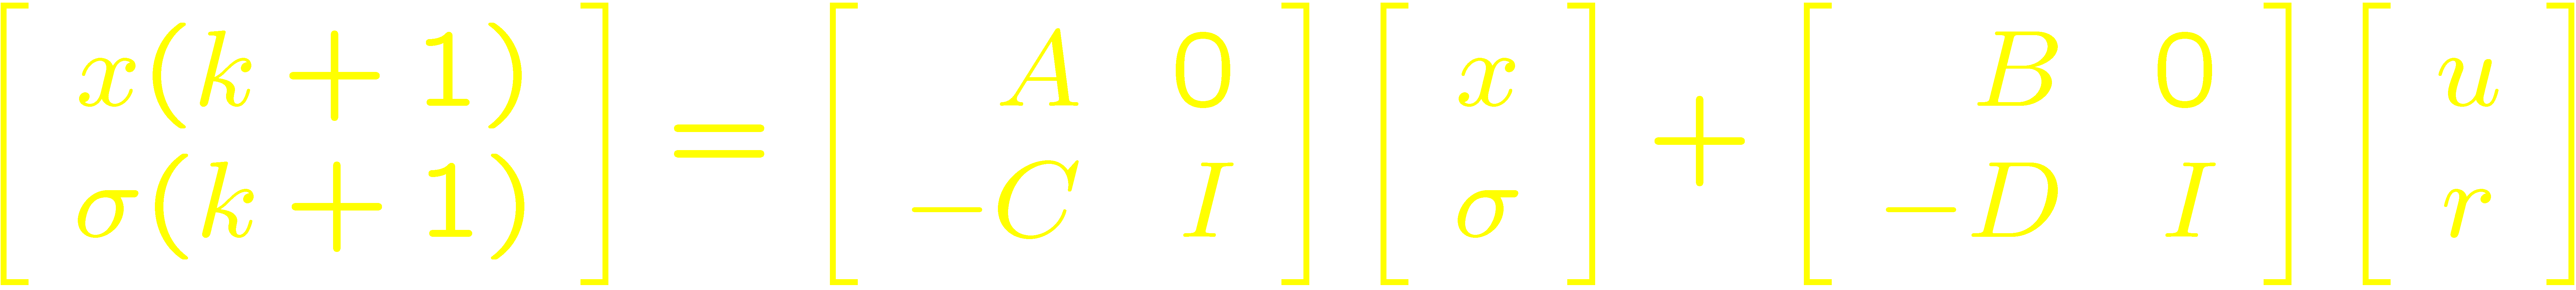 [ x(k + 1) ] = [ A 0 ] [ x ] + [ B 0 ] [ u ]
[ σ(k + 1) ] [ −C I ] [ σ ] [ −D I ] [ r ]